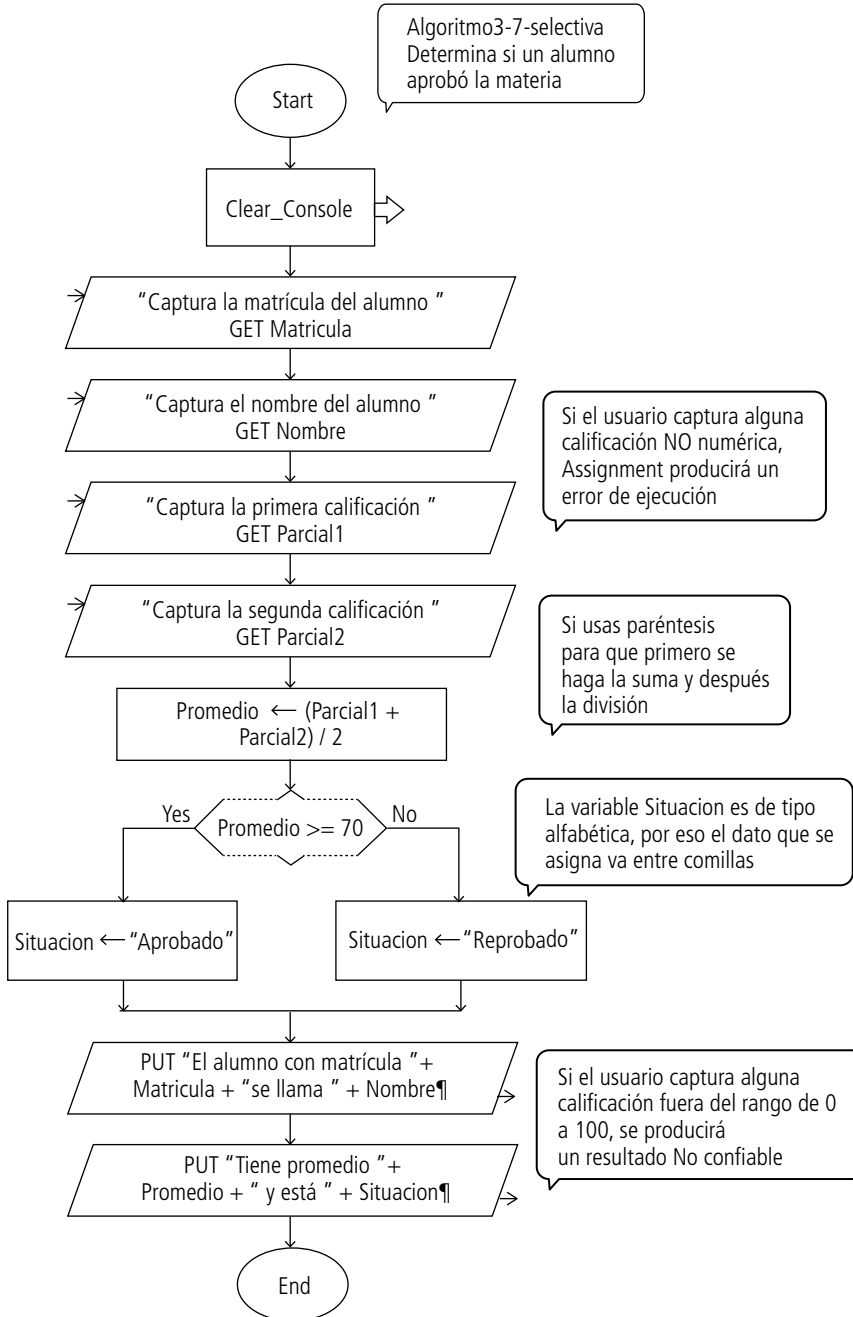 Algoritmo3-7-selectiva
Determina si un alumno
aprobó la materia
Start
Clear_Console
"Captura la matrícula del alumno "
GET Matricula
"Captura el nombre del alumno "
GET Nombre
Si el usuario captura alguna
calificación NO numérica,
Assignment producirá un
error de ejecución
"Captura la primera calificación "
GET Parcial1
"Captura la segunda calificación "
GET Parcial2
Si usas paréntesis
para que primero se
haga la suma y después
la división
Promedio ← (Parcial1 +
Parcial2) / 2
Yes
Promedio >= 70
No
La variable Situacion es de tipo
alfabética, por eso el dato que se
asigna va entre comillas
Situacion ← "Aprobado"
Situacion ← "Reprobado"
PUT "El alumno con matrícula "+
Matricula + "se llama " + Nombre¶
Si el usuario captura alguna
calificación fuera del rango de 0
a 100, se producirá
un resultado No confiable
PUT "Tiene promedio "+
Promedio + " y está " + Situacion¶
End